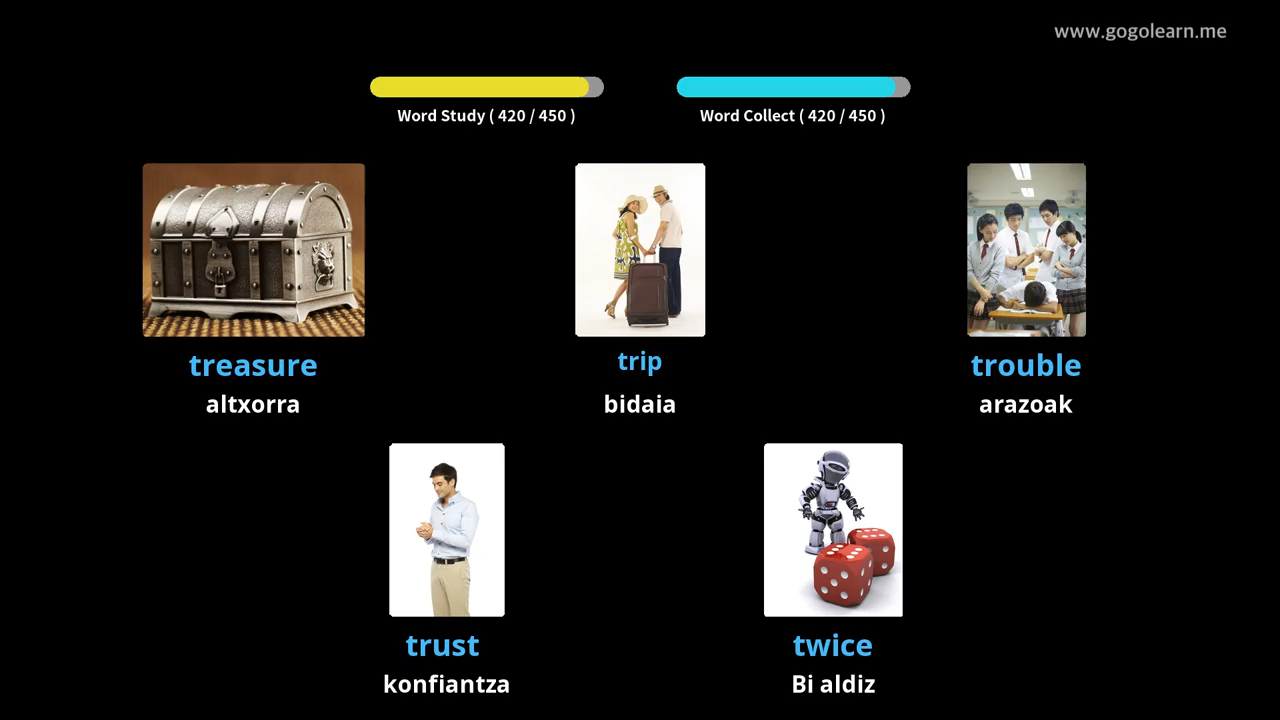 www.gogolearn.me
Word Study ( 420 / 450 )
Word Collect ( 420 / 450 )
treasure
altxorra
trip
bidaia
trouble
arazoak
trust
konfiantza
twice
Bi aldiz